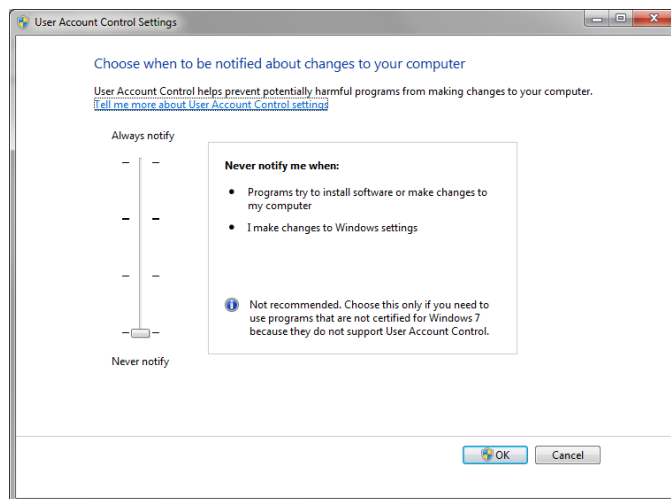 User Account Control Settings
Choose when to be notified about changes to your computer
User Account Control helps prevent potentially harmful programs from making changes to your computer.
Tell me more about User Account Control settings
Always notify
Never notify me when:
Programs try to install software or make changes to
my computer
I make changes to Windows settings
Not recommended. Choose this only if you need to
use programs that are not certified for Windows 7
because they do not support User Account Control.
Never notify
OK
Cancel